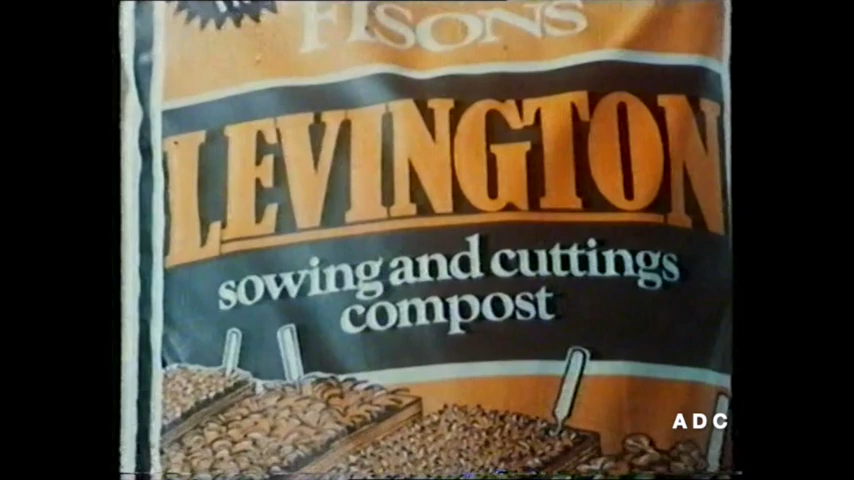 FISONS
LEVINGTON
sowing and cuttings
compost
ADC